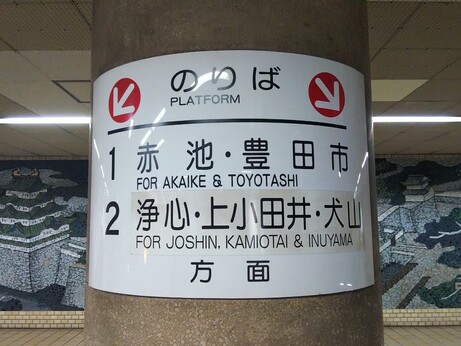 のりば
PLATFORM
1 赤池・豊田市
FOR AKAIKE & TOYOTASHI
2 浄心・上小田井・犬山
FOR JOSHIN, KAMIOTAI & INUYAMA
方面